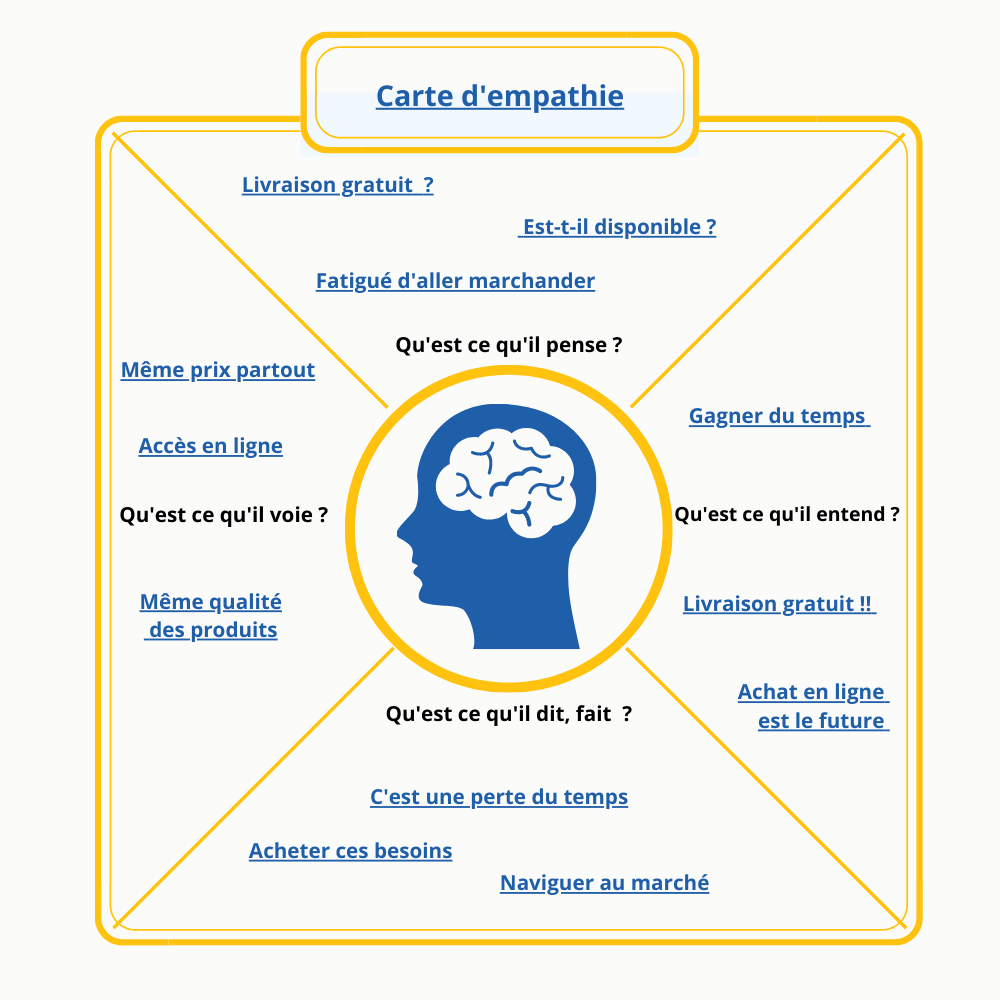 Carte d'empathie
Livraison gratuit  ?
Est-t-il disponible ?
Fatigué d'aller marchander
Qu'est ce qu'il pense ?
Même prix partout
Accès en ligne
Qu'est ce qu'il voie ?
Même qualité
des produits
Gagner du temps
Qu'est ce qu'il entend ?
Livraison gratuit !!
Achat en ligne
est le future
Qu'est ce qu'il dit, fait  ?
C'est une perte du temps
Acheter ces besoins
Naviguer au marché